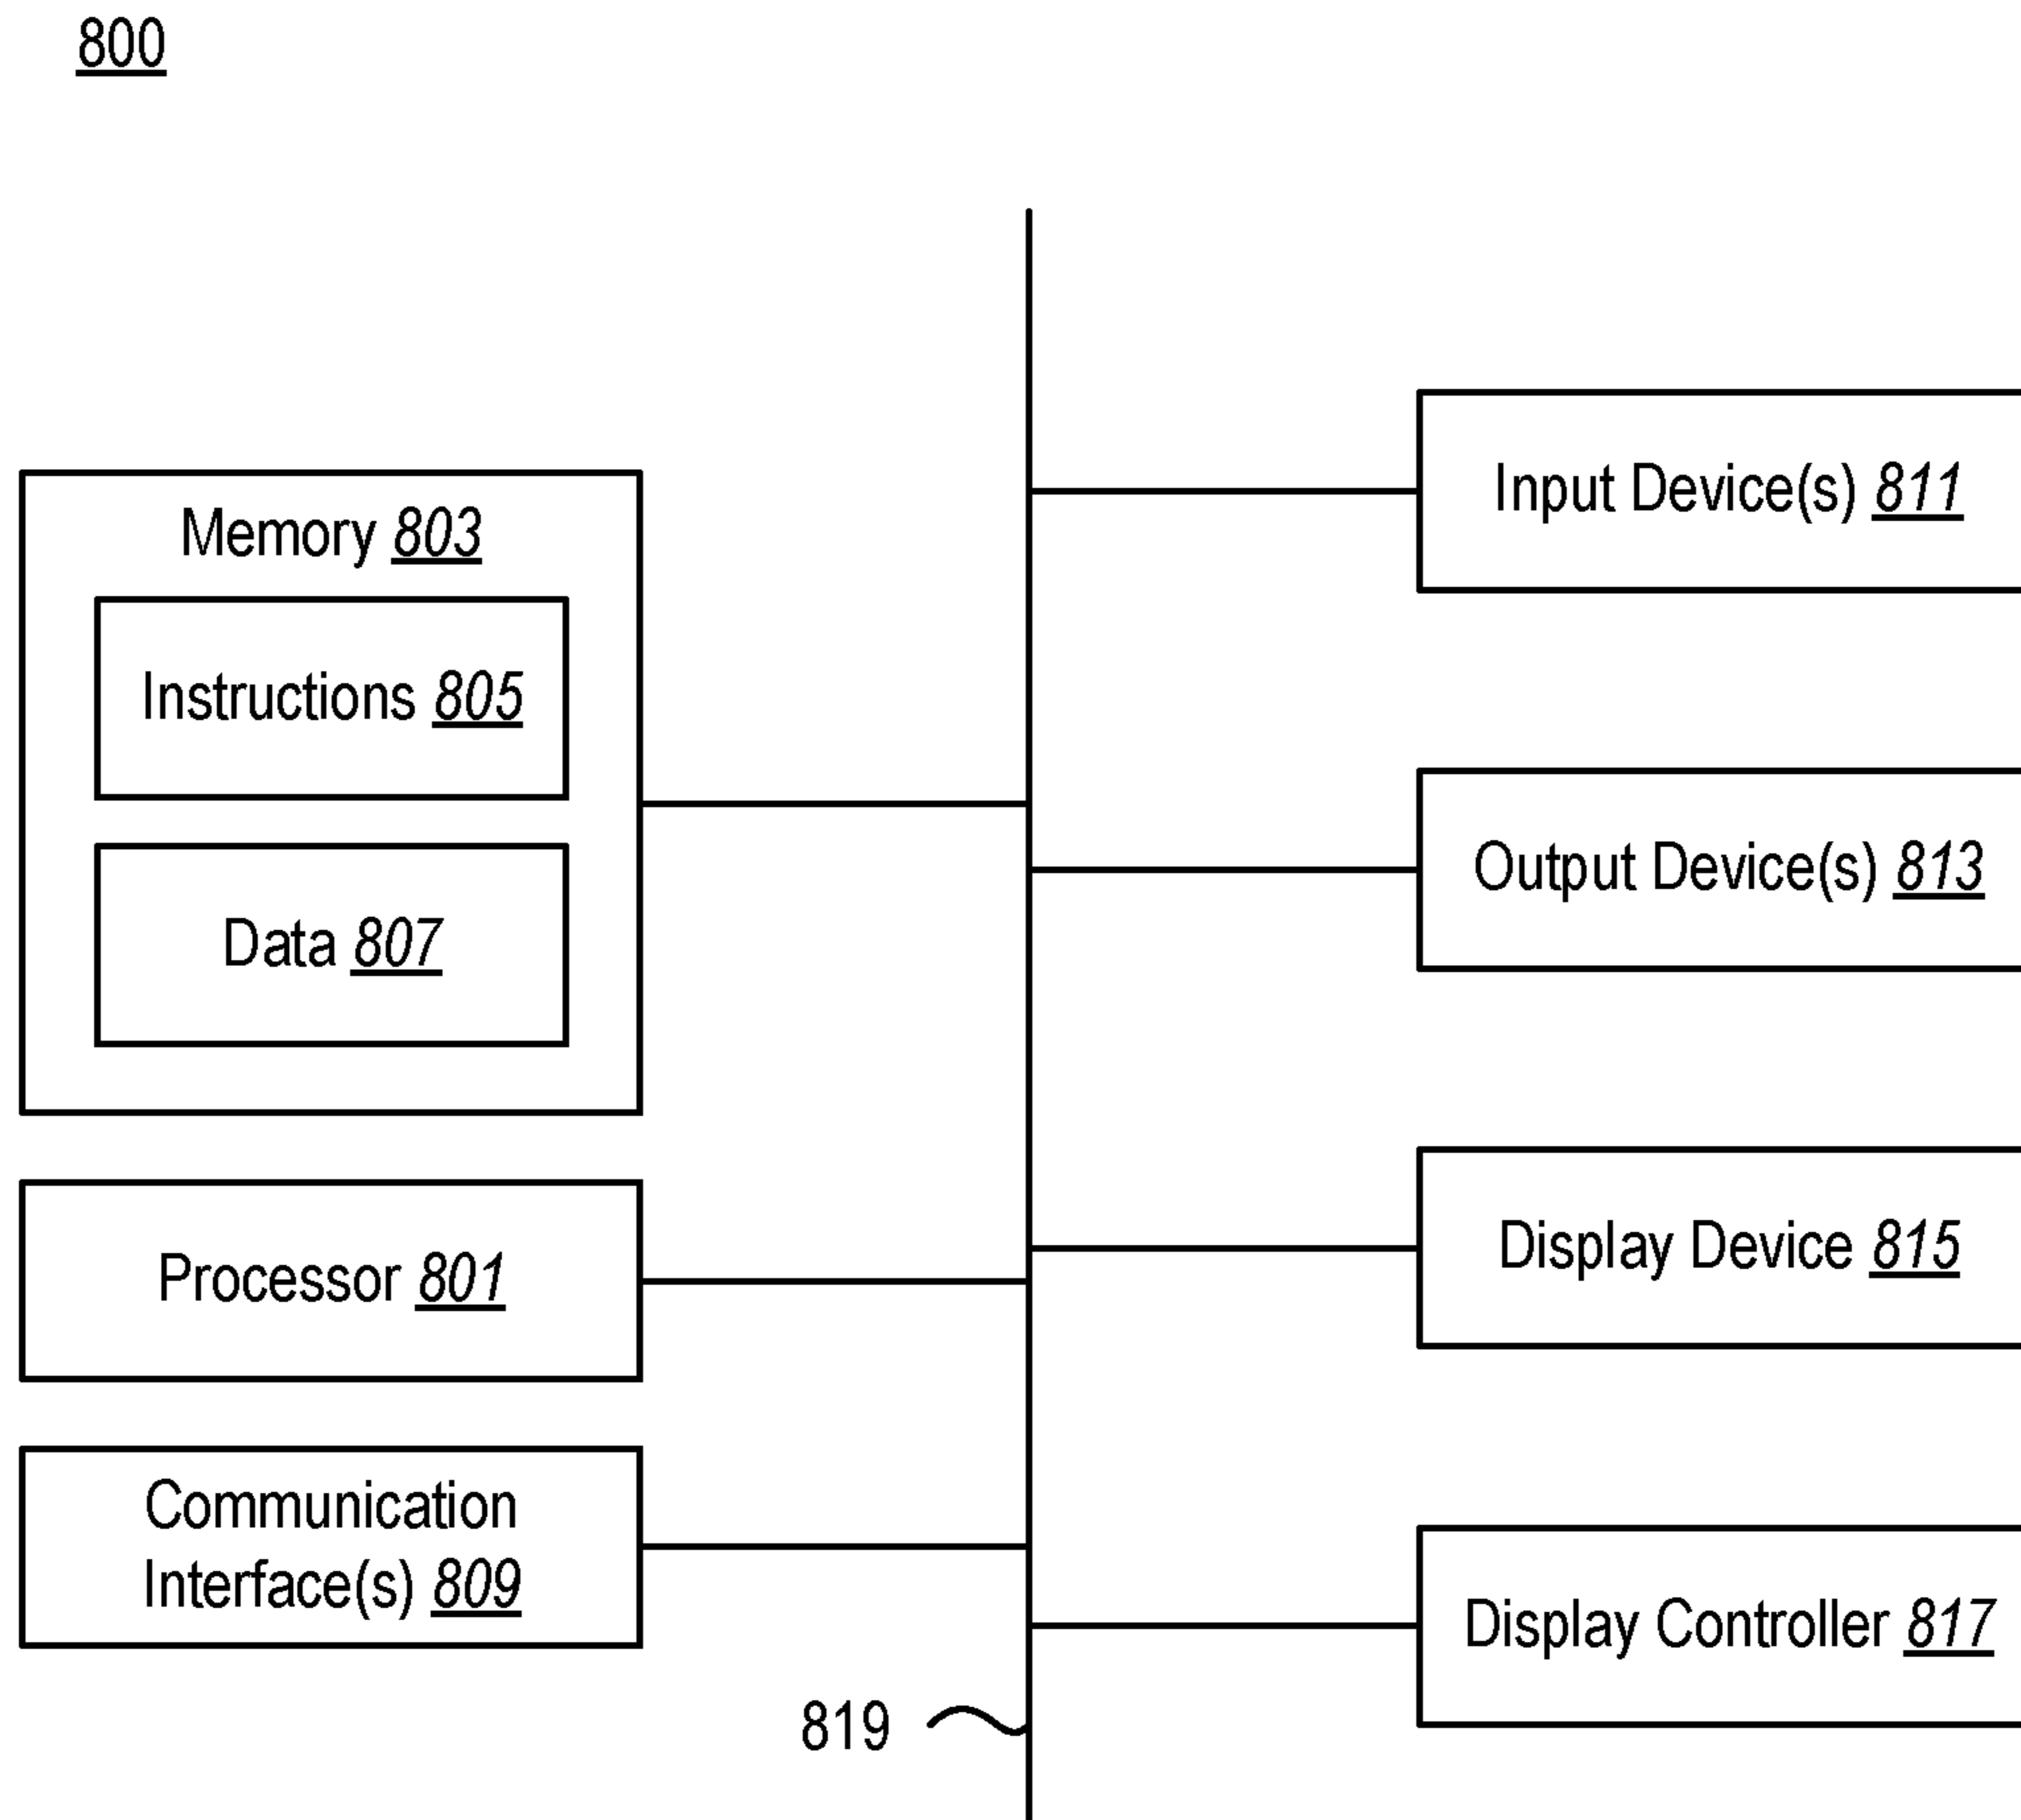 800
Memory 803
Instructions 805
Data 807
Processor 801
Communication
Interface(s) 809
819
Input Device(s) 811
Output Device(s) 813
Display Device 815
Display Controller 817